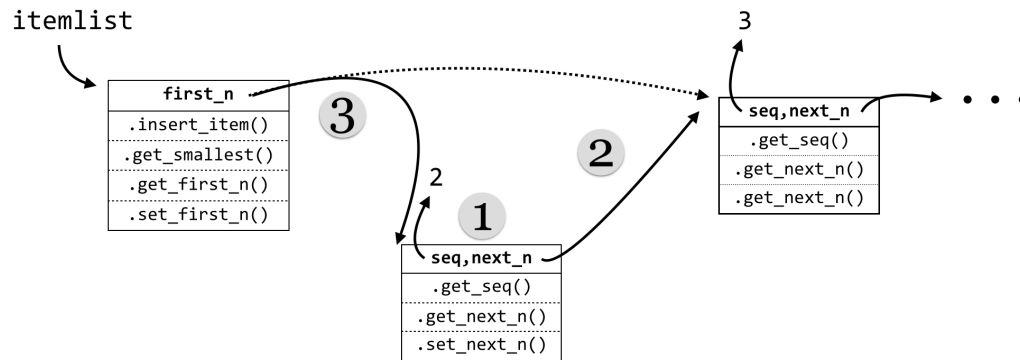 itemlist
first_n
.insert_item()
.get_smallest()
.get_first_n()
.set_first_n()
3
2
1
2
seq,next_n
.get_seq()
.get_next_n()
.set_next_n()
3
seq,next_n
.get_seq()
.get_next_n()
.get_next_n()
• • •